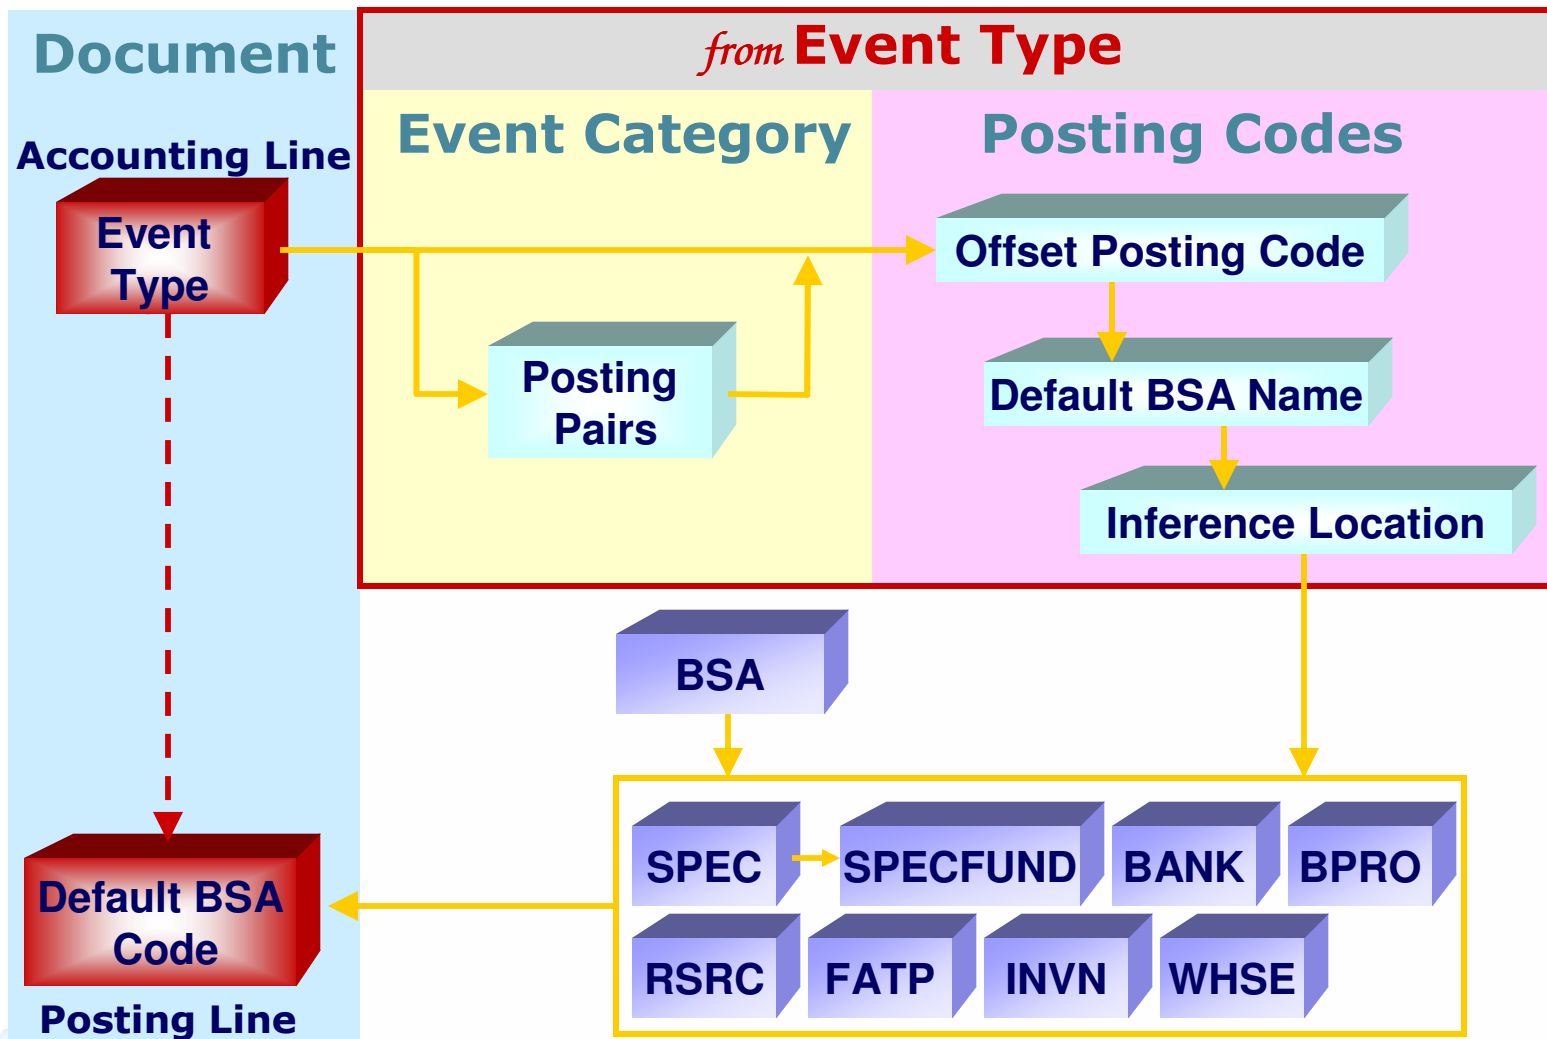 Document
from Event Type
Event Category
Posting Codes
Accounting Line
Event
Type
Offset Posting Code
Posting
Pairs
Default BSA Name
Inference Location
BSA
SPEC
SPECFUND
BANK
BPRO
Default BSA
Code
RSRC
FATP
INVN
WHSE
Posting Line